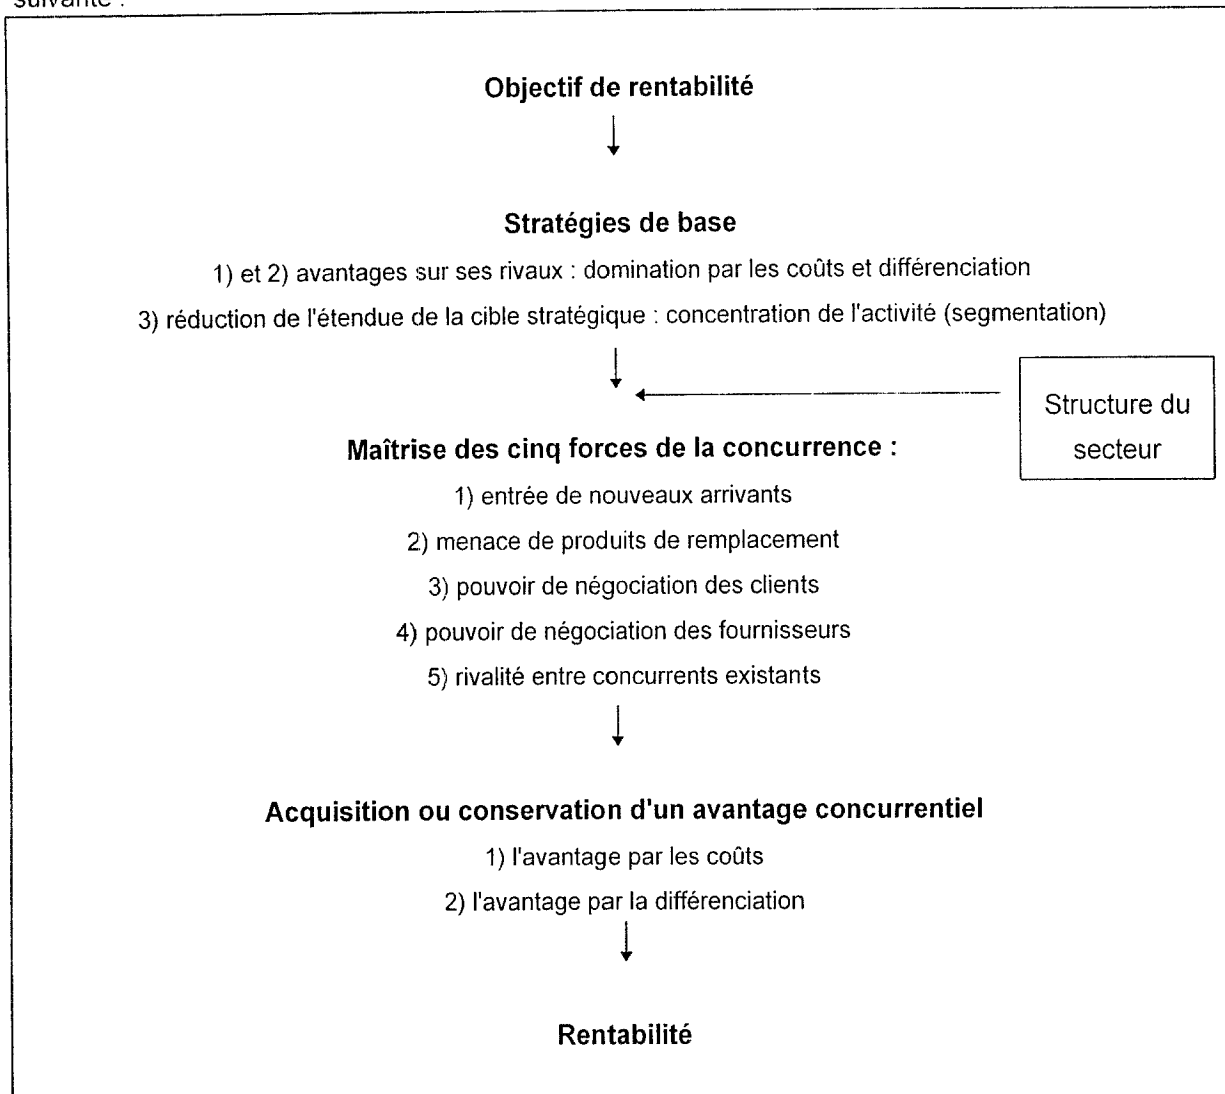 suivante :
Objectif de rentabilité
Stratégies de base
1) et 2) avantages sur ses rivaux : domination par les coûts et différenciation
3) réduction de l'étendue de la cible stratégique : concentration de l'activité (segmentation)
Structure du
secteur
Maîtrise des cinq forces de la concurrence :
1) entrée de nouveaux arrivants
2) menace de produits de remplacement
3) pouvoir de négociation des clients
4) pouvoir de négociation des fournisseurs
5) rivalité entre concurrents existants
Acquisition ou conservation d'un avantage concurrentiel
1) l'avantage par les coûts
2) l'avantage par la différenciation
Rentabilité